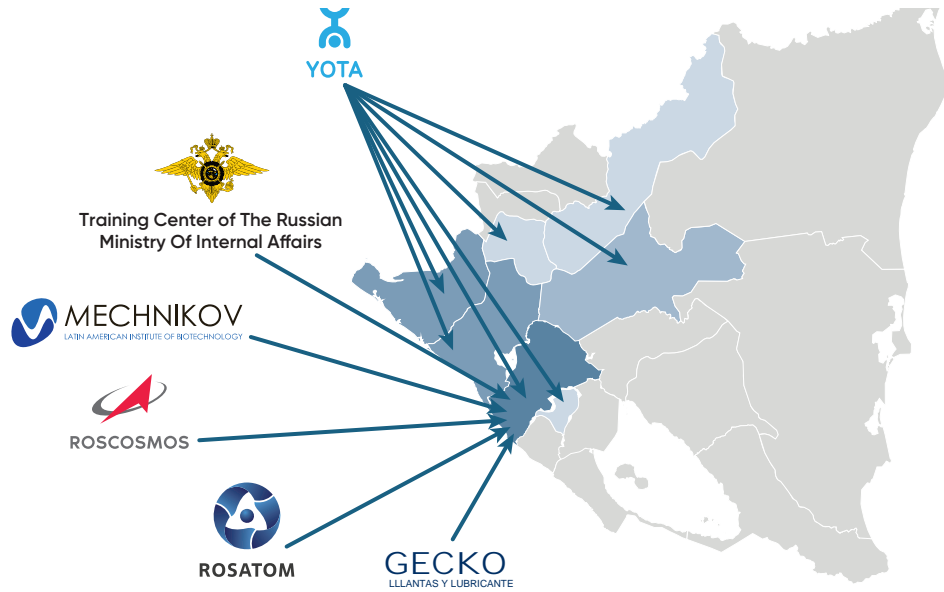 YOTA
Training Center of The Russian
Ministry Of Internal Affairs
MECHNIKOV
LATIN AMERICAN INSTITUTE OF BIOTECHNOLOGY
ROSCOSMOS
ROSATOM
GECKO
LLLANTAS Y LUBRICANTE